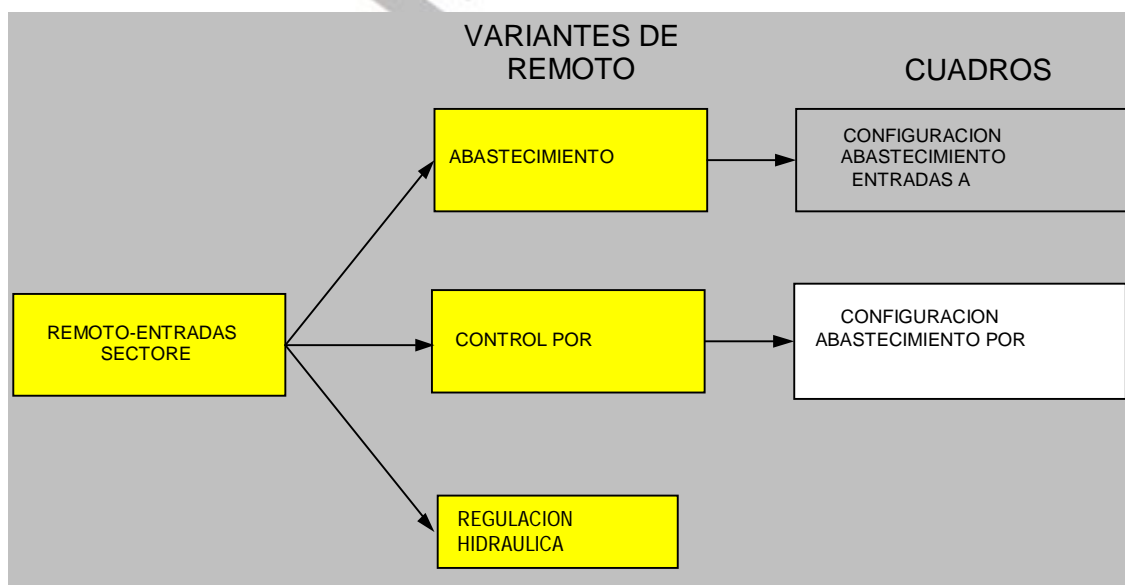 VARIANTES DE
REMOTO
CUADROS
ABASTECIMIENTO
CONFIGURACION
ABASTECIMIENTO
ENTRADAS A
REMOTO-ENTRADAS
SECTORE
CONTROL POR
CONFIGURACION
ABASTECIMIENTO POR
REGULACION
HIDRAULICA